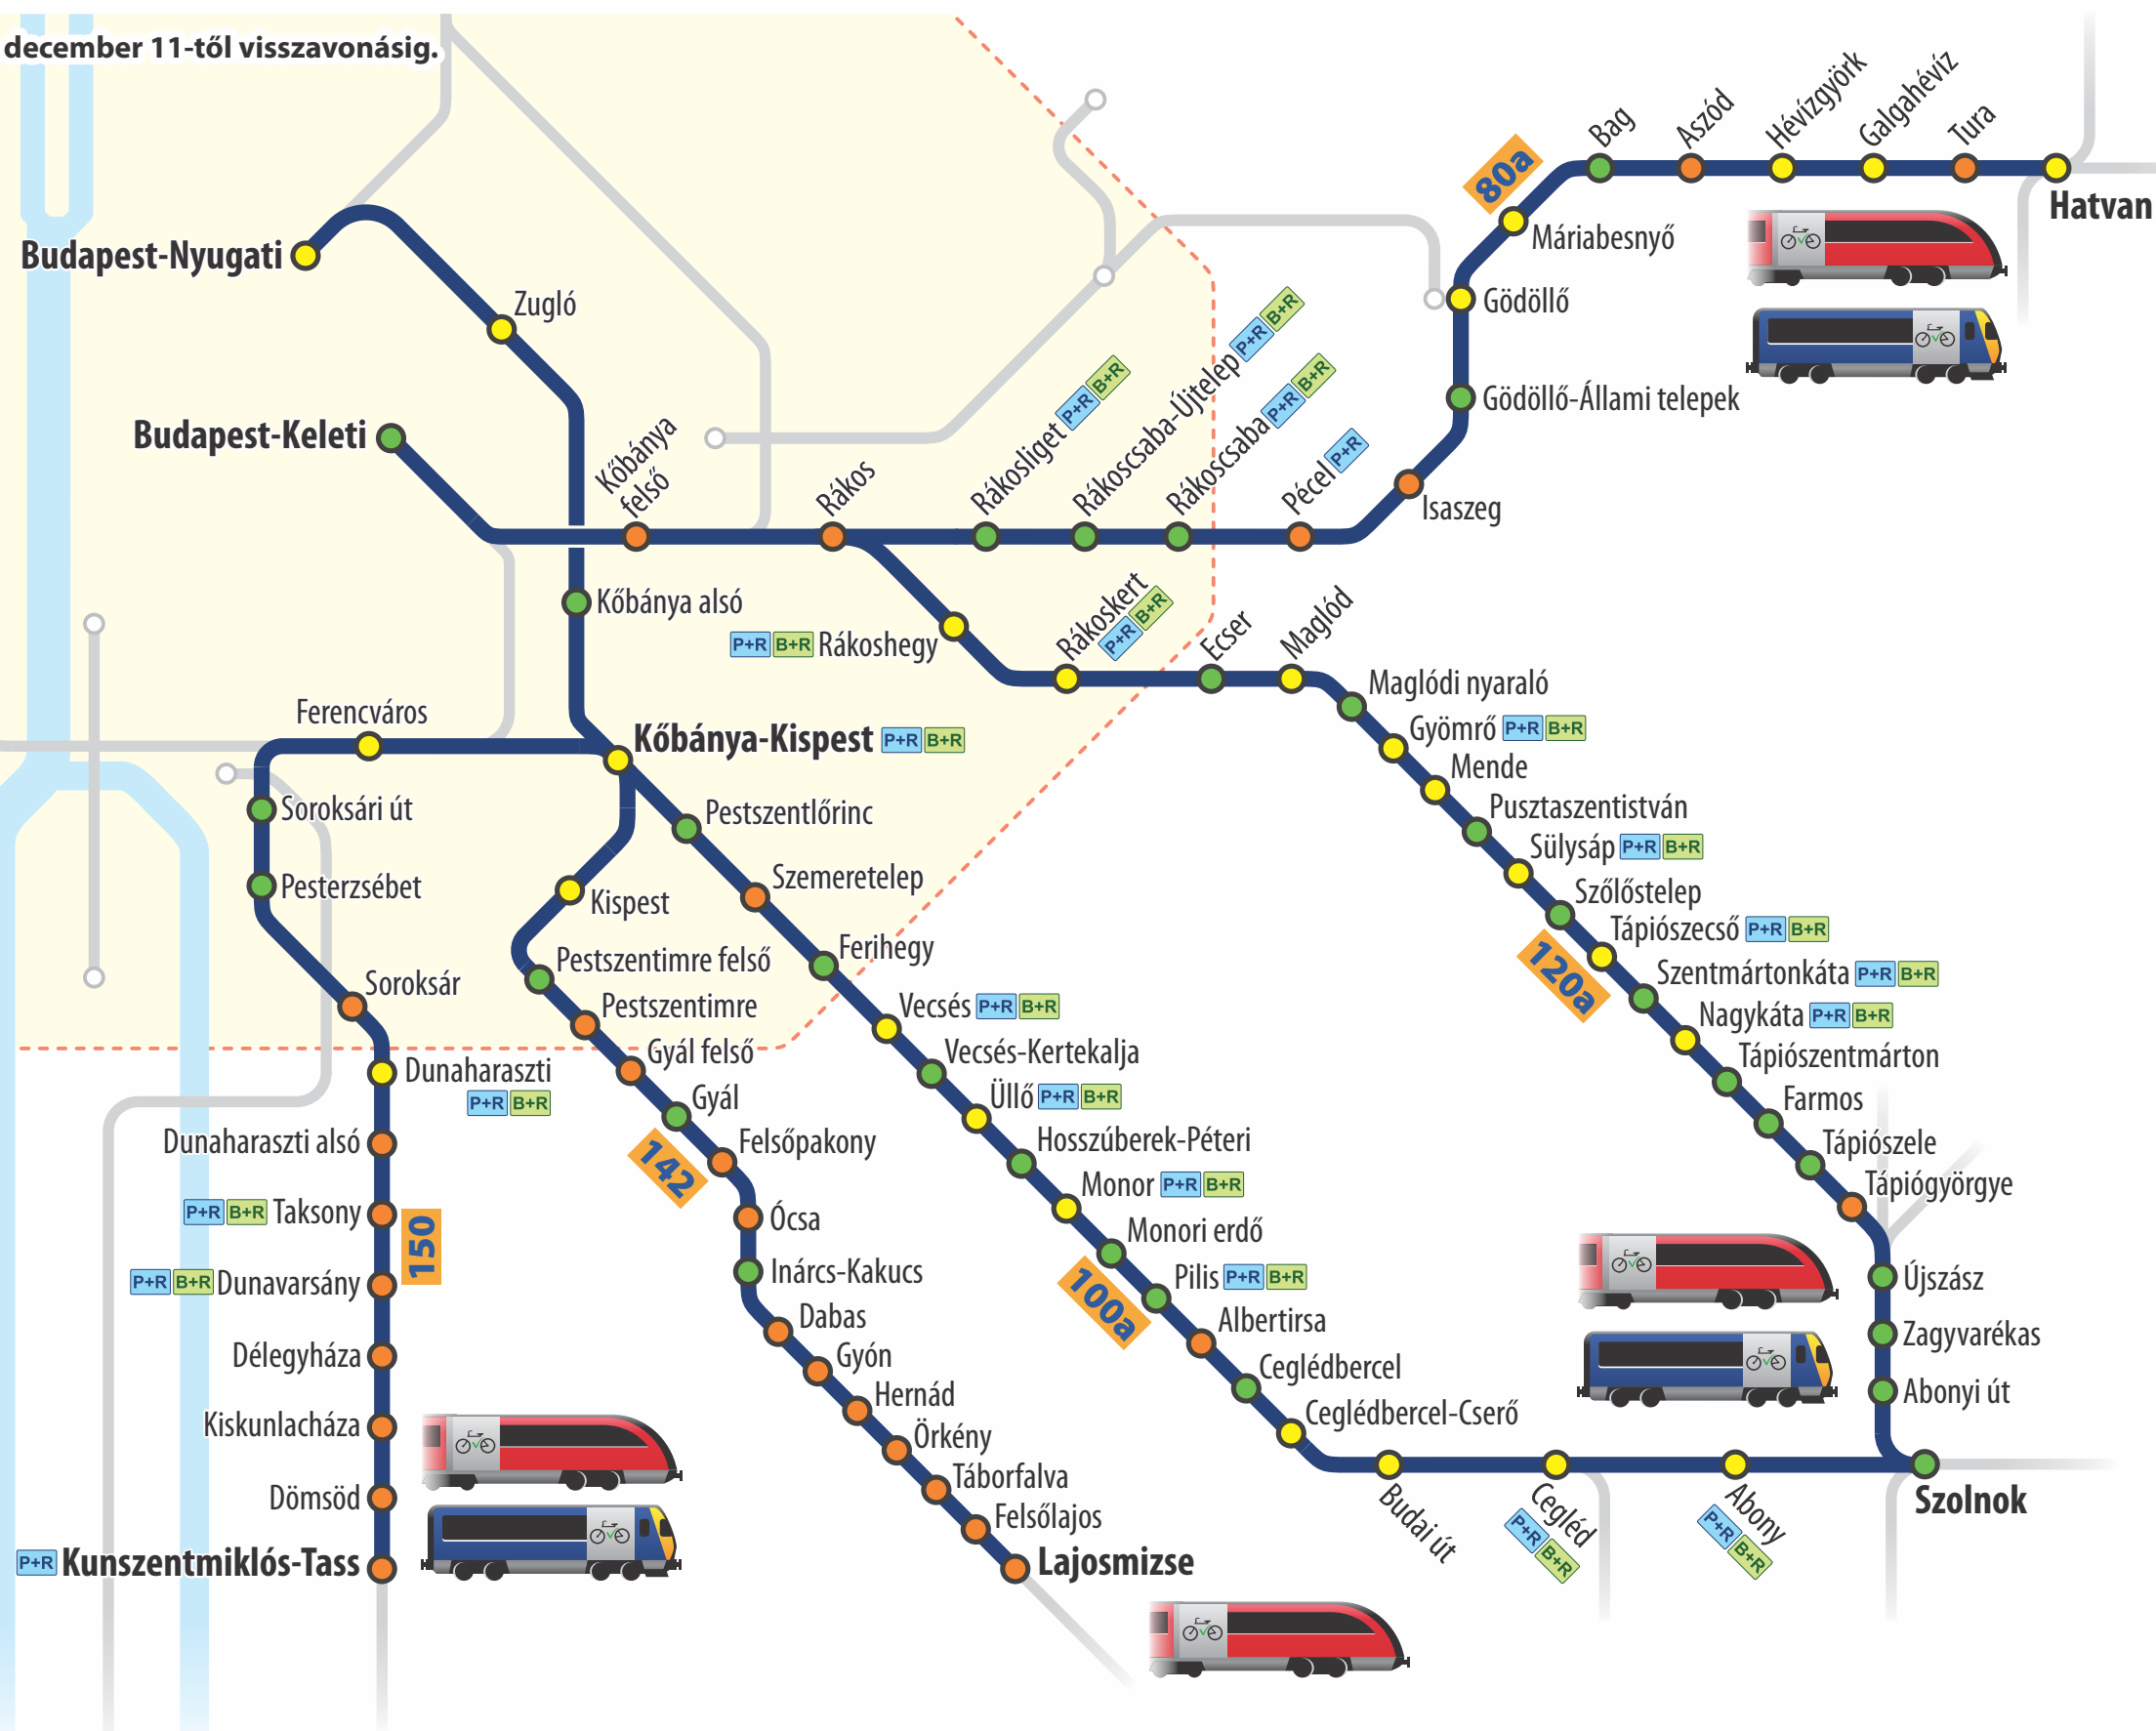 december 11-től visszavonásig.
Budapest-Nyugati
Zugló
Budapest-Keleti
Kőbánya
felső
Rákos
Rákosliget P+R B+R
Rákoscsaba-Újtelep P+R B+R
Rákoscsaba P+R B+R
Pécel P+R
Isaszeg
Gödöllő-Állami telepek
Gödöllő
Máriabesnyő
80a
Bag
Aszód
Hévízgyörk
Galgahévíz
Tura
Hatvan
Kőbánya alsó
P+R B+R Rákoshegy
Rákoskert
P+R B+R
Ecser
Maglód
Maglódi nyaraló
Gyömrő P+R B+R
Mende
Pusztaszentistván
Sülysáp P+R B+R
Szőlőstelep
Tápiószecső P+R B+R
120a
Szentmártonkáta P+R B+R
Nagykáta P+R B+R
Tápiószentmárton
Farmos
Tápiószele
Tápiógyörgye
Újszász
Zagyvarékas
Abonyi út
Szolnok
Ferencváros
Kőbánya-Kispest P+R B+R
Soroksári út
Pesterzsébet
Soroksár
Dunaharaszti
P+R B+R
Dunaharaszti alsó
P+R B+R Taksony
150
P+R B+R Dunavarsány
Délegyháza
Kiskunlacháza
Dömsöd
P+R Kunszentmiklós-Tass
Kispest
Pestszentimre felső
Pestszentimre
Gyál felső
Gyál
142
Felsőpakony
Ócsa
Inárcs-Kakucs
Dabas
Gyón
Hernád
Örkény
Táborfalva
Felsőlajos
Lajosmizse
Pestszentlőrinc
Szemeretelep
Ferihegy
Vecsés P+R B+R
Vecsés-Kertekalja
Üllő P+R B+R
Hosszúberek-Péteri
Monor P+R B+R
Monori erdő
100a
Pilis P+R B+R
Albertirsa
Ceglédbercel
Ceglédbercel-Cserő
Budai út
Cegléd
P+R B+R
Abony
P+R B+R